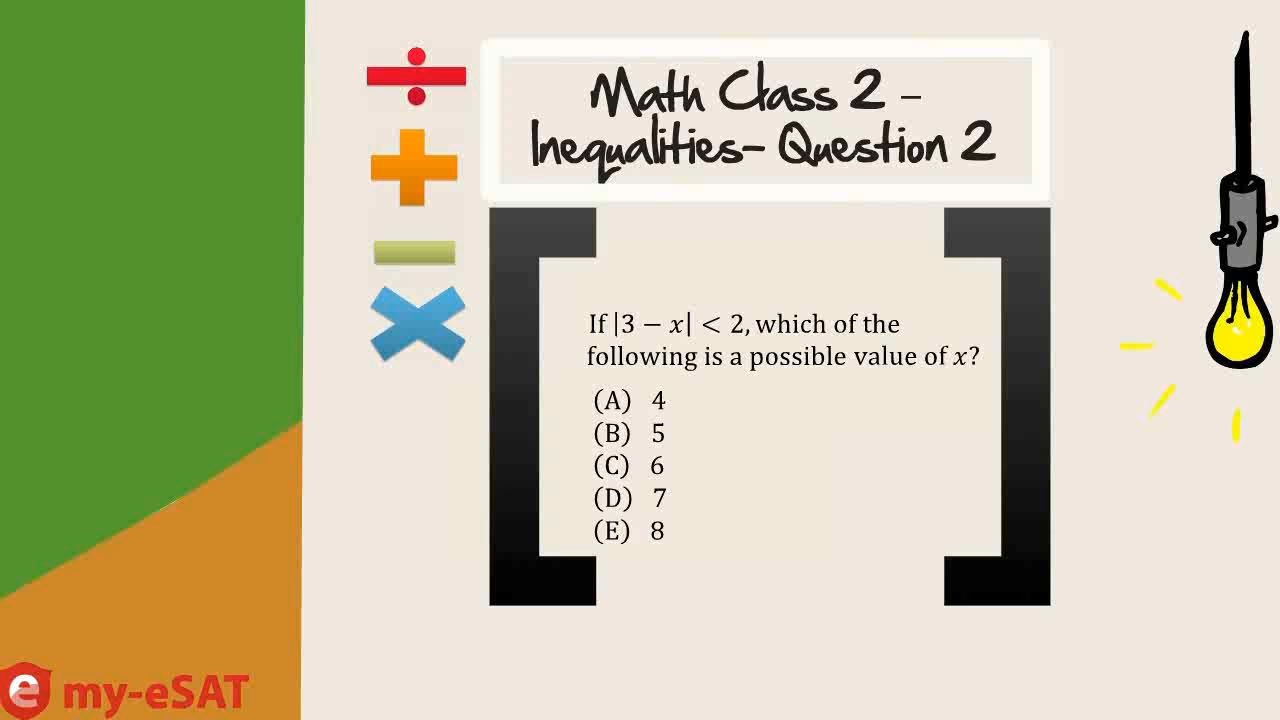 Math Class 2 –
Inequalities– Question 2
If |3 − x| < 2, which of the
following is a possible value of x?
(A) 4
(B) 5
(C) 6
(D) 7
(E) 8
e my-eSAT